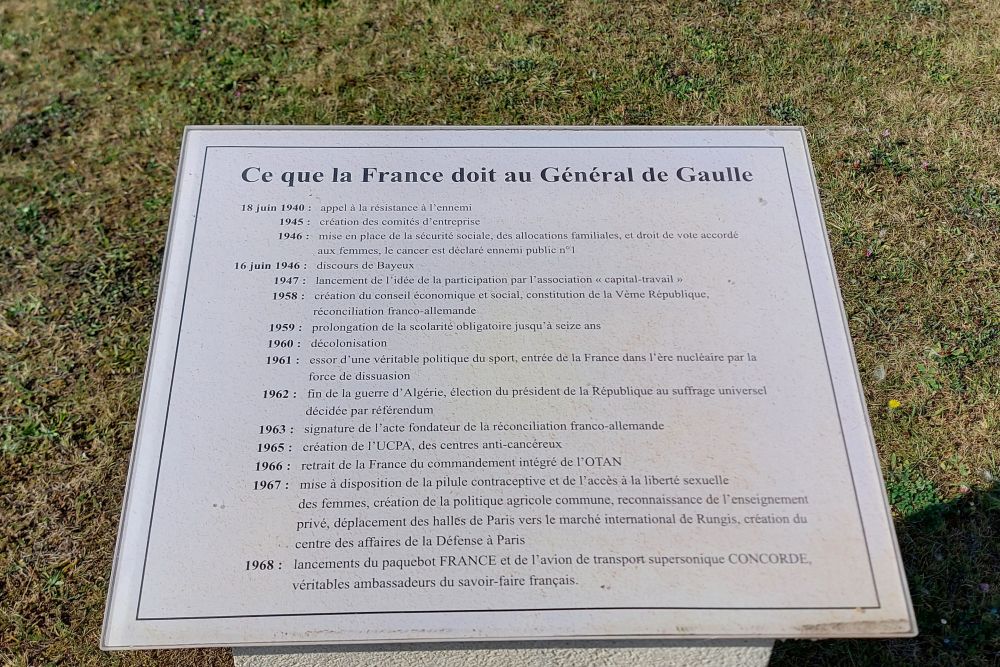 Ce que la France doit au Général de Gaulle
18 juin 1940 : appel à la résistance à l'ennemi
1945 : création des comités d'entreprise
1946 : mise en place de la sécurité sociale, des allocations familiales, et droit de vote accordé
aux femmes, le cancer est déclaré ennemi public n°1
16 juin 1946 : discours de Bayeux
1947 : lancement de l'idée de la participation par l'association « capital-travail »
1958 : création du conseil économique et social, constitution de la Vème République,
réconciliation franco-allemande
1959 : prolongation de la scolarité obligatoire jusqu'à seize ans
1960 : décolonisation
1961 : essor d'une véritable politique du sport, entrée de la France dans l'ère nucléaire par la
force de dissuasion
1962 : fin de la guerre d'Algérie, élection du président de la République au suffrage universel
décidée par référendum
1963 : signature de l'acte fondateur de la réconciliation franco-allemande
1965 : création de l'UCPA, des centres anti-cancéreux
1966 : retrait de la France du commandement intégré de l'OTAN
1967 : mise à disposition de la pilule contraceptive et de l'accès à la liberté sexuelle
des femmes, création de la politique agricole commune, reconnaissance de l'enseignement
privé, déplacement des halles de Paris vers le marché international de Rungis, création du
centre des affaires de la Défense à Paris
1968 : lancements du paquebot FRANCE et de l'avion de transport supersonique CONCORDE,
véritables ambassadeurs du savoir-faire français.